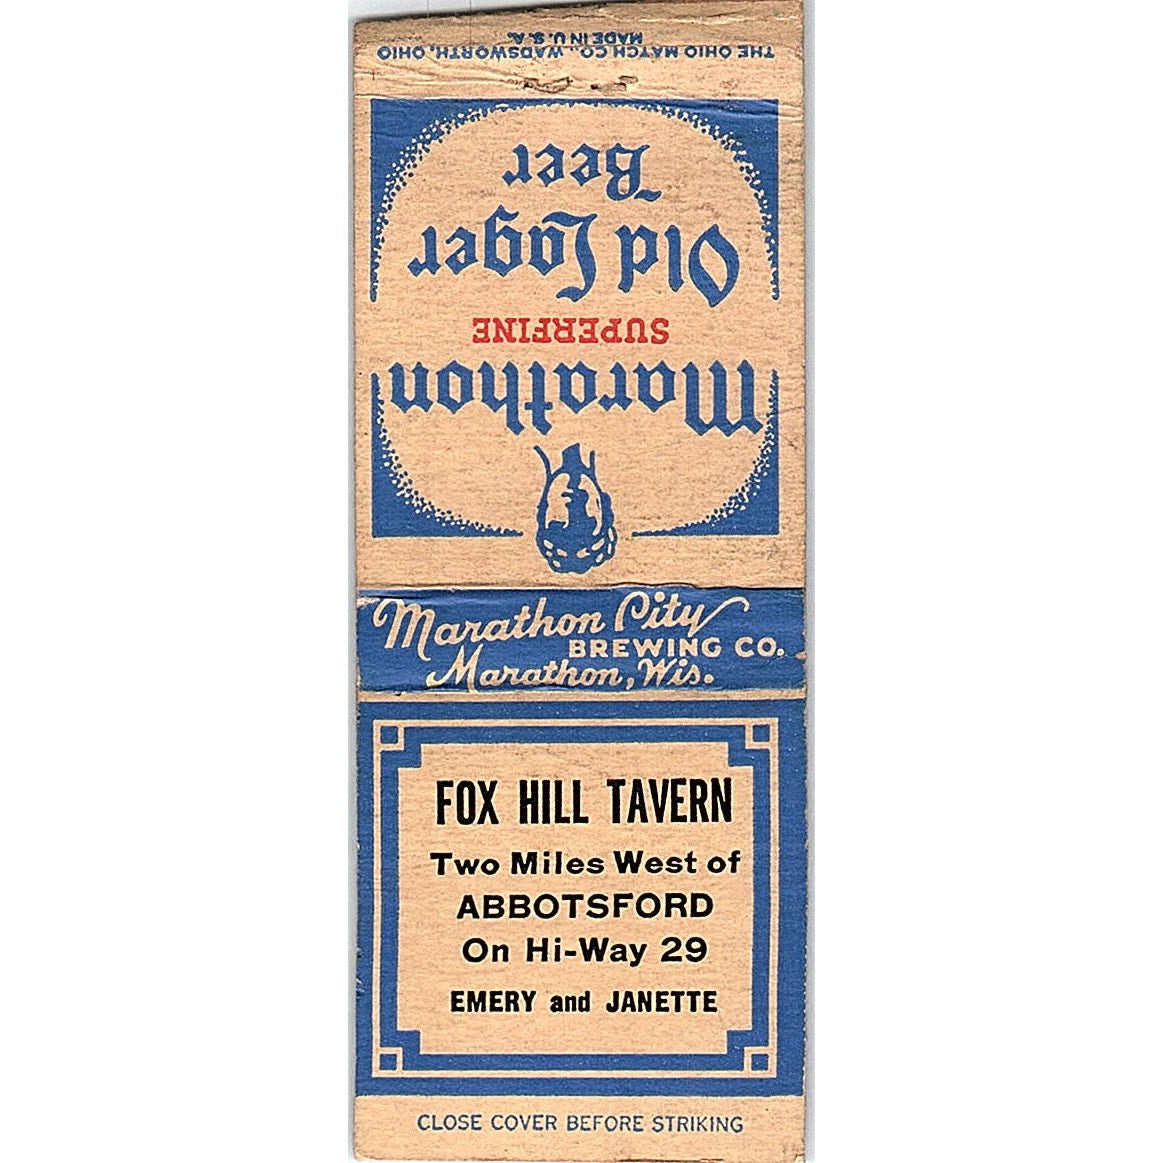 THE OHIO MATCH CO., WADSWORTH, OHIO
MADE IN U.S.A.
Marathon
SUPERFINE
Old Lager
Beer
Marathon City
BREWING CO.
Marathon, Wis.
FOX HILL TAVERN
Two Miles West of
ABBOTSFORD
On Hi-Way 29
EMERY and JANETTE
CLOSE COVER BEFORE STRIKING